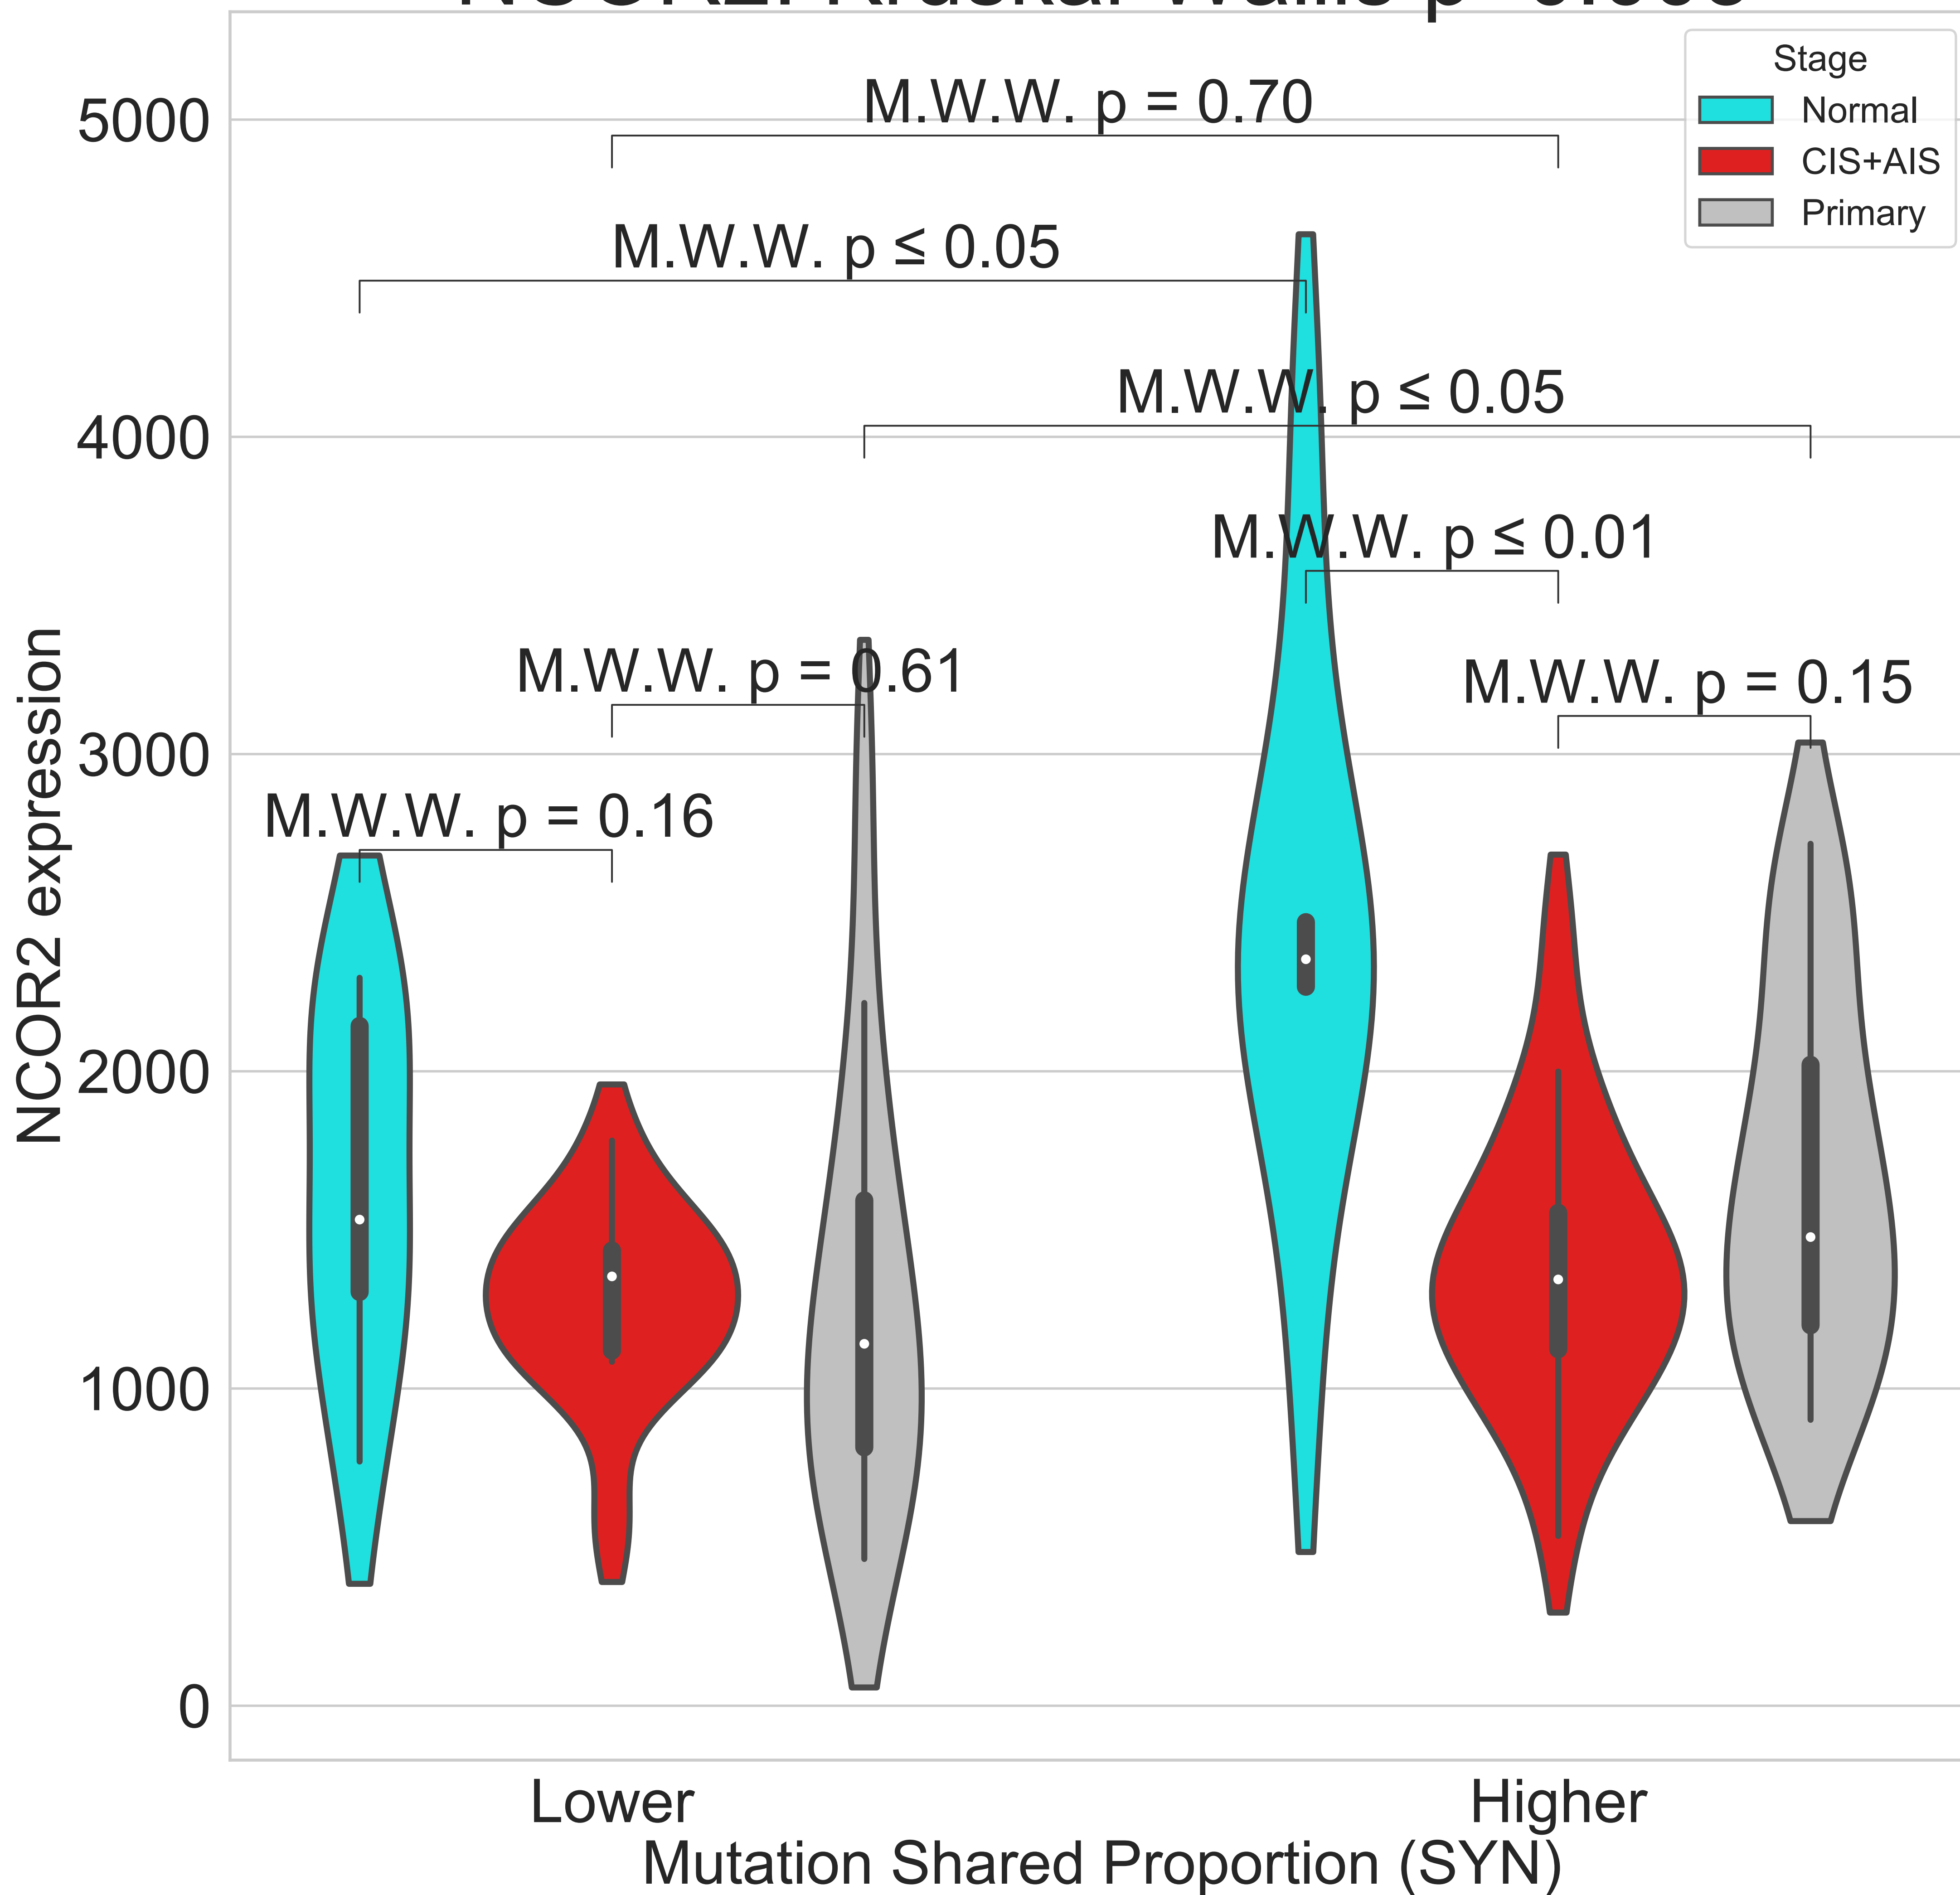 Stage
Normal
CIS+AIS
Primary
M.W.W. p = 0.70
M.W.W. p ≤ 0.05
M.W.W. p ≤ 0.05
M.W.W. p ≤ 0.01
M.W.W. p = 0.61
M.W.W. p = 0.15
M.W.W. p = 0.16
NCOR2 expression
5000
4000
3000
2000
1000
0
Lower
Higher
Mutation Shared Proportion (SYN)